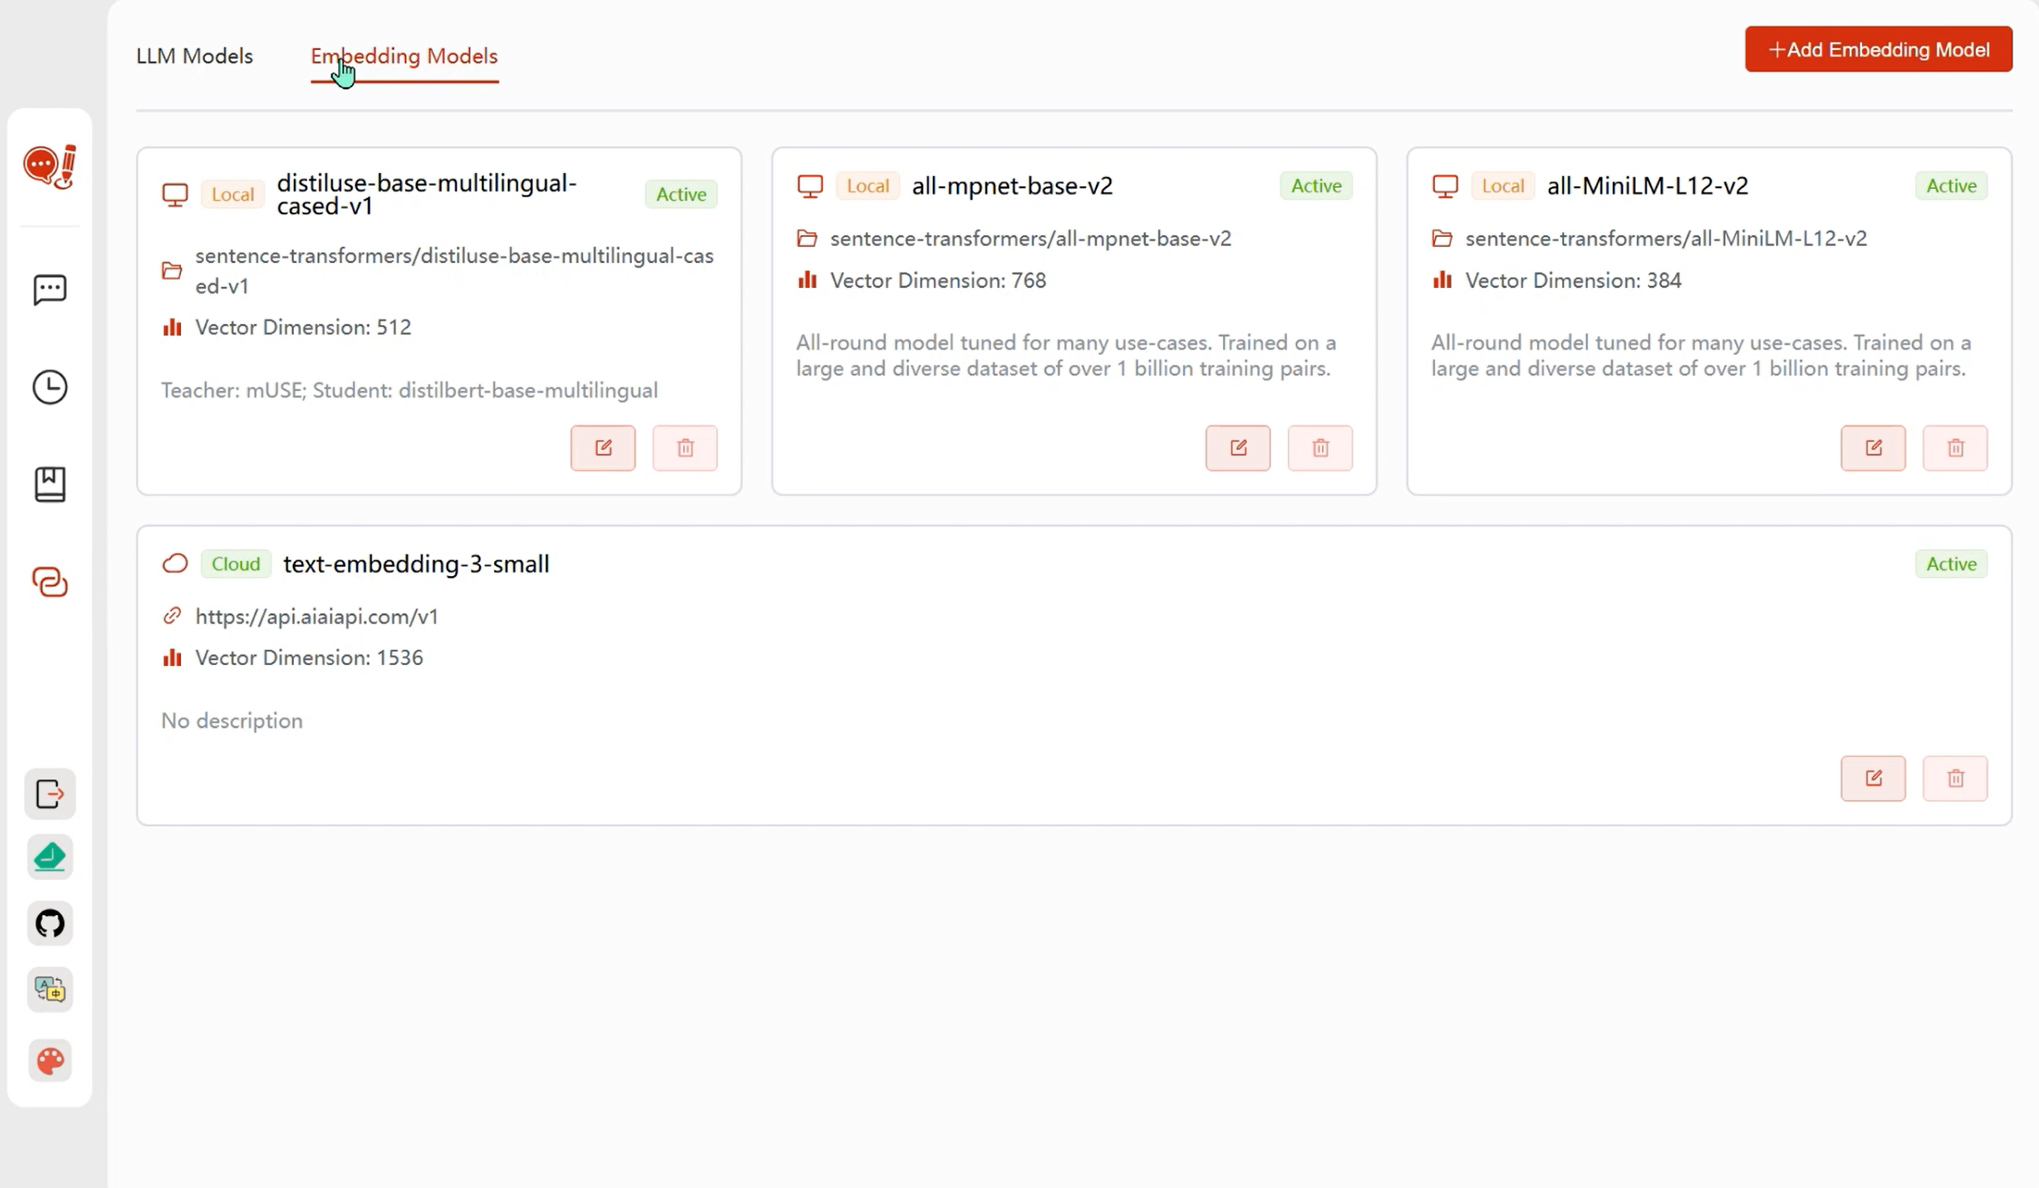 LLM Models
Embedding Models
+Add Embedding Model
Local
distiluse-base-multilingual-
cased-v1
Active
sentence-transformers/distiluse-base-multilingual-cas
ed-v1
Vector Dimension: 512
Teacher: mUSE; Student: distilbert-base-multilingual
Local
all-mpnet-base-v2
Active
sentence-transformers/all-mpnet-base-v2
Vector Dimension: 768
All-round model tuned for many use-cases. Trained on a
large and diverse dataset of over 1 billion training pairs.
Local
all-MiniLM-L12-v2
Active
sentence-transformers/all-MiniLM-L12-v2
Vector Dimension: 384
All-round model tuned for many use-cases. Trained on a
large and diverse dataset of over 1 billion training pairs.
Cloud
text-embedding-3-small
Active
https://api.aiaiapi.com/v1
Vector Dimension: 1536
No description